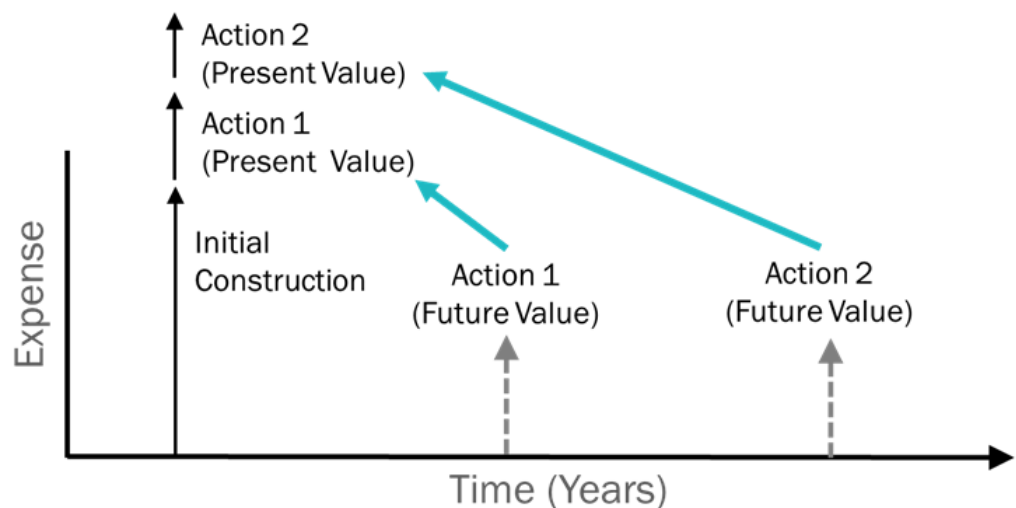 Action 2
(Present Value)
Action 1
(Present Value)
Initial
Construction
Action 1
(Future Value)
Action 2
(Future Value)
Expense
Time (Years)